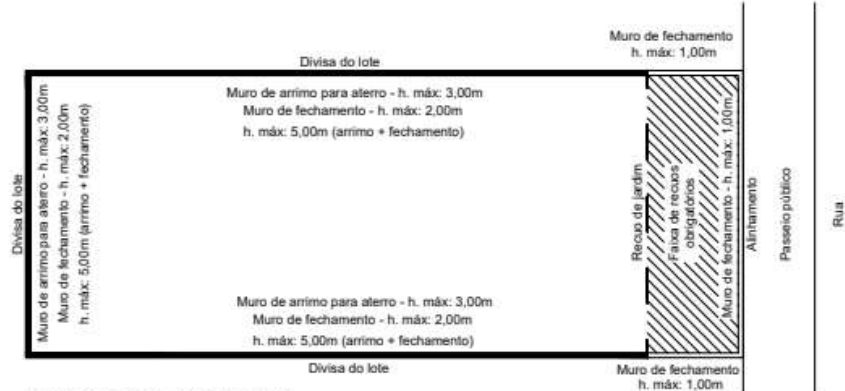 Muro de fechamento
h. máx: 1,00m
Divisa do lote
Muro de arrimo para aterro - h. máx: 3,00m
Muro de fechamento - h. máx: 2,00m
h. máx: 5,00m (arrimo + fechamento)
Divisa do lote
Muro de arrimo para aterro - h. máx: 3,00m
Muro de fechamento - h. máx: 2,00m
h. máx: 5,00m (arrimo + fechamento)
Recuo de jardim
Faixa de recuos
obrigatórios
Muro de fechamento - h. máx: 1,00m
Alinhamento
Passeio público
Rua
Muro de arrimo para aterro - h. máx: 3,00m
Muro de fechamento - h. máx: 2,00m
h. máx: 5,00m (arrimo + fechamento)
Divisa do lote
Muro de fechamento
h. máx: 1,00m